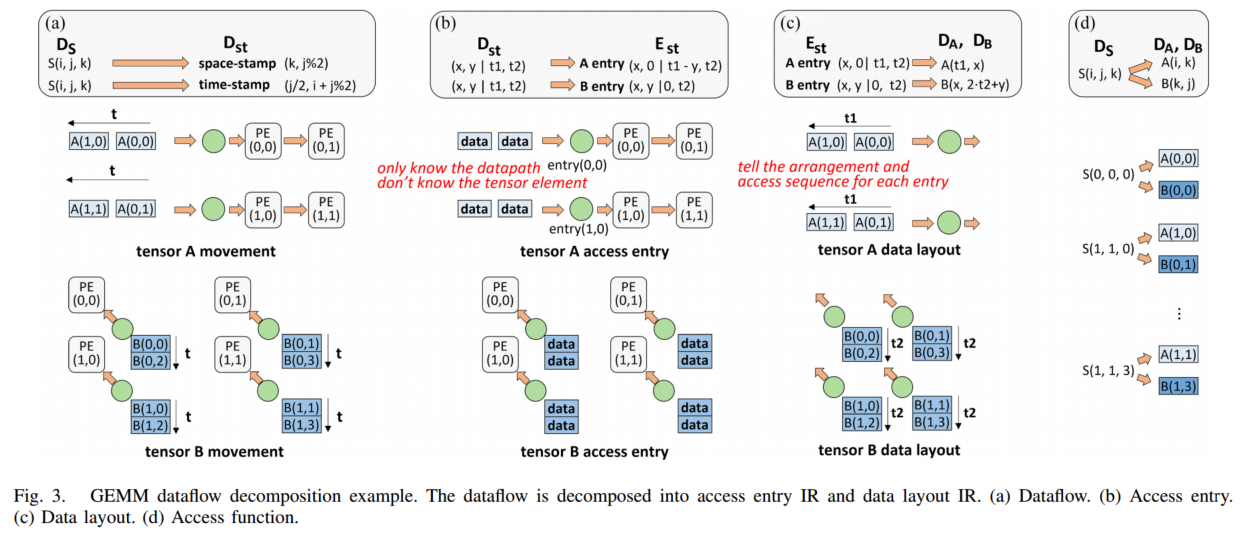 (a)
D_S D_st
S(i, j, k) space-stamp (k, j%2)
S(i, j, k) time-stamp (j/2, i + j%2)
t
A(1,0) A(0,0) PE (0,0) PE (0,1)
t
A(1,1) A(0,1) PE (1,0) PE (1,1)
tensor A movement
PE (0,0) PE (0,1)
PE (1,0) B(0,0) t PE (1,1) B(0,1) t
B(0,2) B(0,3)
B(1,0) t B(1,1) t
B(1,2) B(1,3)
tensor B movement
(b)
D_st E_st
(x, y | t1, t2) A entry (x, 0 | t1 - y, t2)
(x, y | t1, t2) B entry (x, y |0, t2)
data data PE (0,0) PE (0,1)
entry(0,0)
only know the datapath
don't know the tensor element
data data PE (1,0) PE (1,1)
entry(1,0)
tensor A access entry
PE (0,0) PE (0,1)
PE (1,0) data PE (1,1) data
data data
data data
data data
tensor B access entry
(c)
E_st D_A, D_B
A entry (x, 0| t1, t2) A(t1, x)
B entry (x, y |0, t2) B(x, 2·t2+y)
t1
A(1,0) A(0,0)
tell the arrangement and
access sequence for each entry
t1
A(1,1) A(0,1)
tensor A data layout
B(0,0) t2 B(0,1) t2
B(0,2) B(0,3)
B(1,0) t2 B(1,1) t2
B(1,2) B(1,3)
tensor B data layout
(d)
D_S D_A, D_B
S(i, j, k) A(i, k)
B(k, j)
A(0,0)
S(0, 0, 0)
B(0,0)
A(1,0)
S(1, 1, 0)
B(0,1)
⋮
A(1,1)
S(1, 1, 3)
B(1,3)
Fig. 3. GEMM dataflow decomposition example. The dataflow is decomposed into access entry IR and data layout IR. (a) Dataflow. (b) Access entry.
(c) Data layout. (d) Access function.